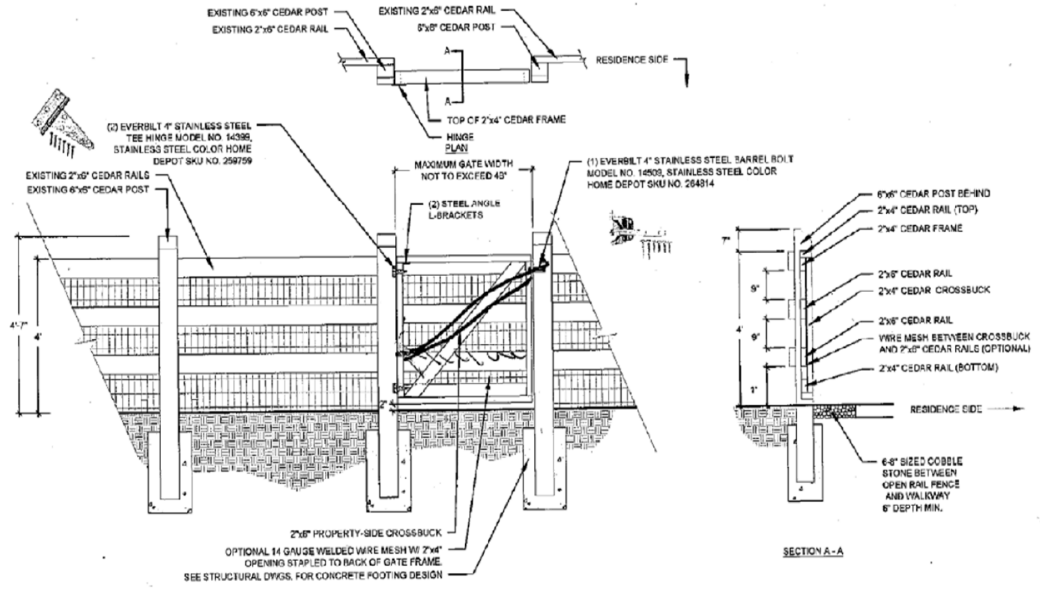 EXISTING 6"x6" CEDAR POST
EXISTING 2"x6" CEDAR RAIL
EXISTING 2"x6" CEDAR RAIL
6"x6" CEDAR POST
A
A
RESIDENCE SIDE
TOP OF 2"x4" CEDAR FRAME
HINGE
PLAN
(2) EVERBILT 4" STAINLESS STEEL
TEE HINGE MODEL NO. 14399,
STAINLESS STEEL COLOR HOME
DEPOT SKU NO. 259759
EXISTING 2"x6" CEDAR RAILS
EXISTING 6"x6" CEDAR POST
MAXIMUM GATE WIDTH
NOT TO EXCEED 48"
(2) STEEL ANGLE
L-BRACKETS
(1) EVERBILT 4" STAINLESS STEEL BARREL BOLT
MODEL NO. 14509, STAINLESS STEEL COLOR
HOME DEPOT SKU NO. 264814
4'-7"
4'
2"
2"x6" PROPERTY-SIDE CROSSBUCK
OPTIONAL 14 GAUGE WELDED WIRE MESH W/ 2"x4"
OPENING STAPLED TO BACK OF GATE FRAME.
SEE STRUCTURAL DWGS. FOR CONCRETE FOOTING DESIGN
7"
9"
4'
9"
1"
6"x6" CEDAR POST BEHIND
2"x4" CEDAR RAIL (TOP)
2"x4" CEDAR FRAME
2"x6" CEDAR RAIL
2"x4" CEDAR CROSSBUCK
2"x6" CEDAR RAIL
WIRE MESH BETWEEN CROSSBUCK
AND 2"x6" CEDAR RAILS (OPTIONAL)
2"x4" CEDAR RAIL (BOTTOM)
RESIDENCE SIDE
6-8" SIZED COBBLE
STONE BETWEEN
OPEN RAIL FENCE
AND WALKWAY
6" DEPTH MIN.
SECTION A - A